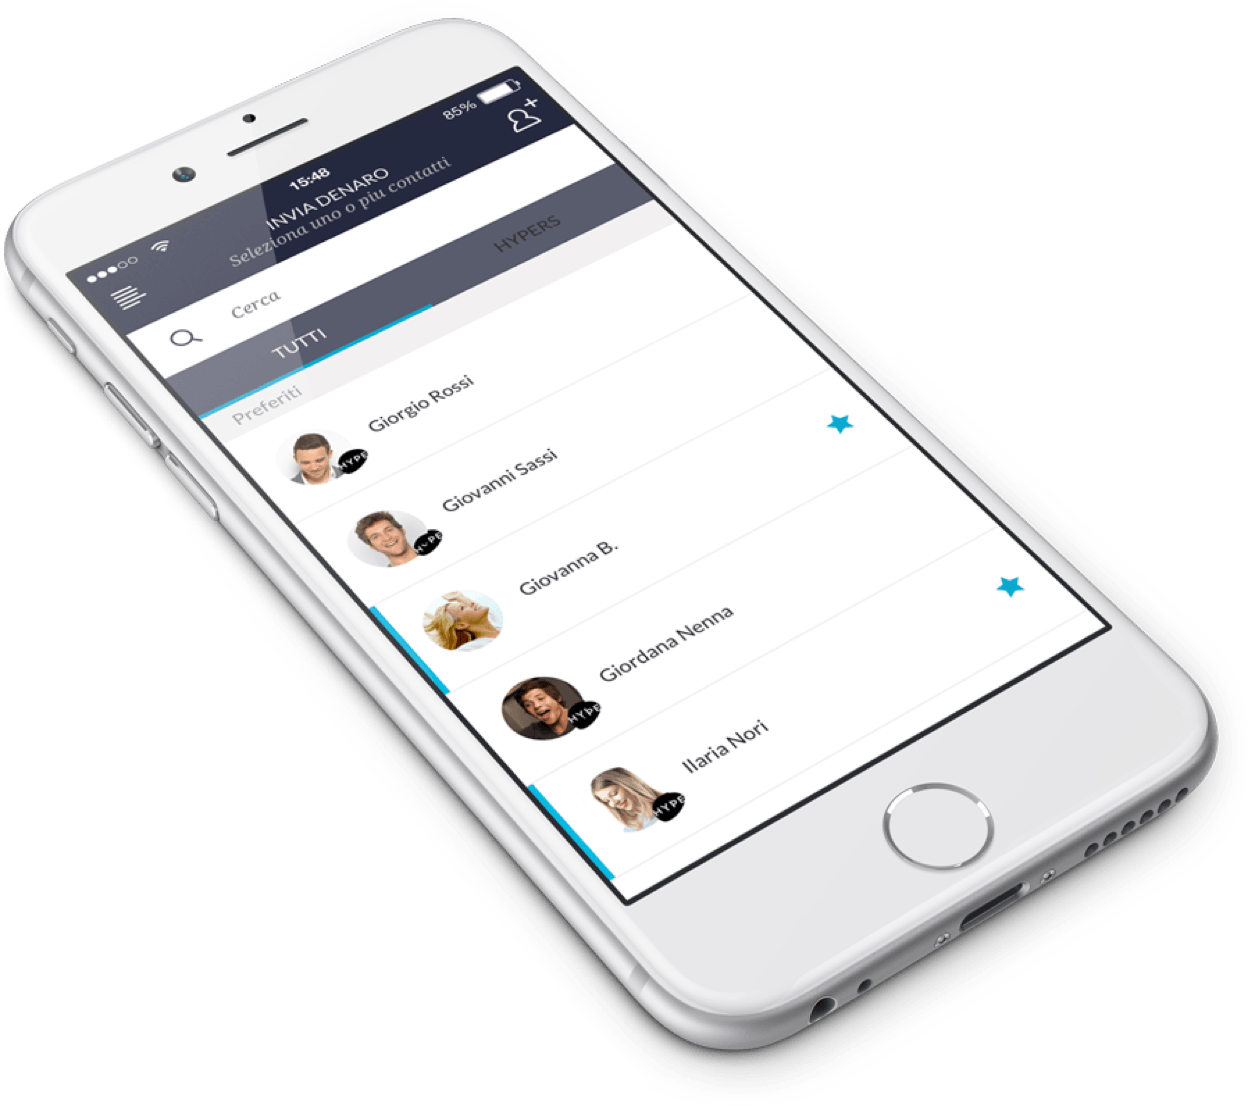 15:48
85%
INVIA DENARO
Seleziona uno o piu contatti
Cerca
TUTTI
HYPERS
Preferiti
Giorgio Rossi
HYPE
Giovanni Sassi
HYPE
Giovanna B.
Giordana Nenna
HYPE
Ilaria Nori
HYPE